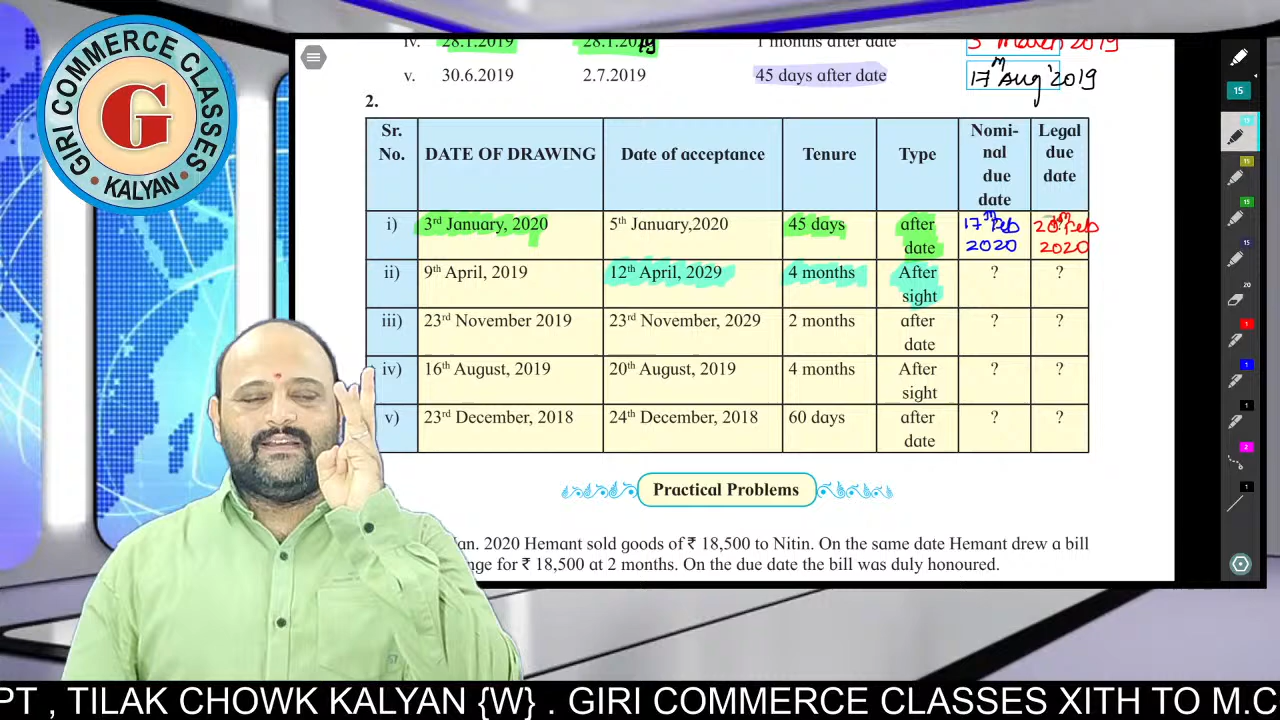 GIRI COMMERCE CLASSES
G
• KALYAN •
iv. 28.1.2019 28.1.2019 1 months after date 3rd March 2019
v. 30.6.2019 2.7.2019 45 days after date 17th Aug' 2019
2.
Sr. No. DATE OF DRAWING Date of acceptance Tenure Type Nomi-nal due date Legal due date
i) 3rd January, 2020 5th January,2020 45 days after date 17th Feb 2020 20th Feb 2020
ii) 9th April, 2019 12th April, 2029 4 months After sight ? ?
iii) 23rd November 2019 23rd November, 2029 2 months after date ? ?
iv) 16th August, 2019 20th August, 2019 4 months After sight ? ?
v) 23rd December, 2018 24th December, 2018 60 days after date ? ?
Practical Problems
an. 2020 Hemant sold goods of ₹ 18,500 to Nitin. On the same date Hemant drew a bill
nge for ₹ 18,500 at 2 months. On the due date the bill was duly honoured.
PT , TILAK CHOWK KALYAN {W} . GIRI COMMERCE CLASSES XITH TO M.C